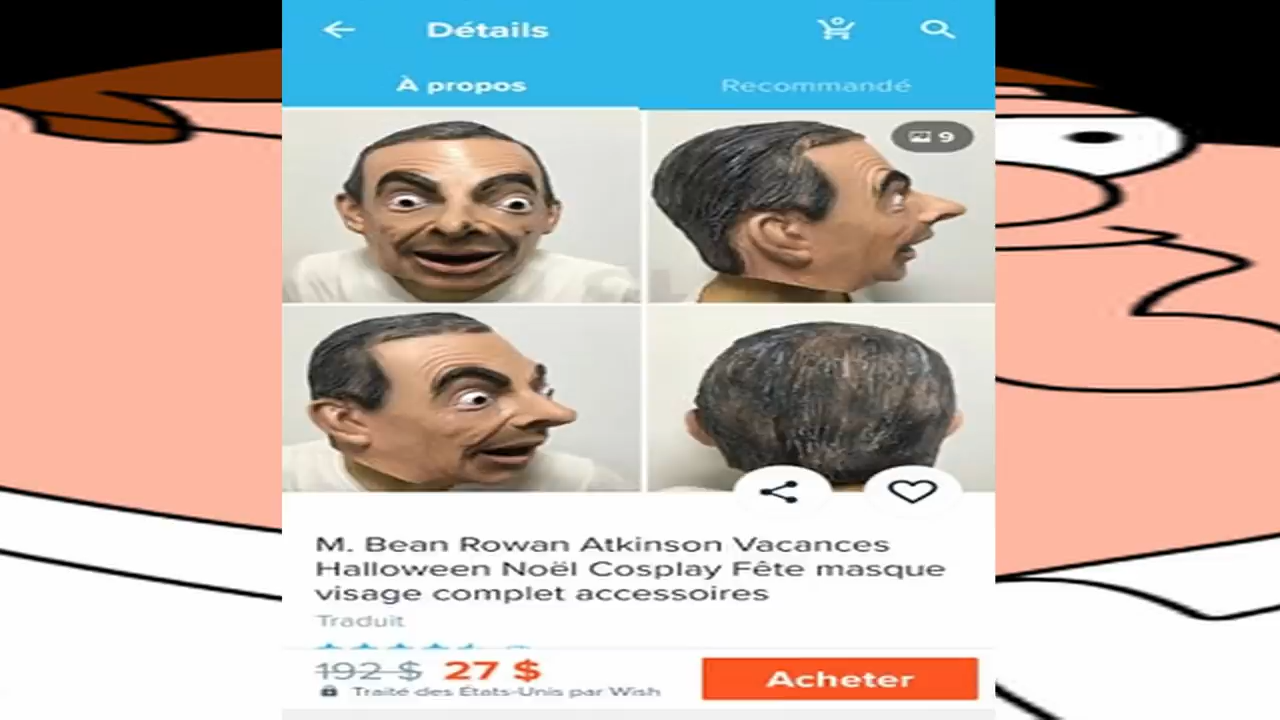 Détails
À propos
Recommandé
9
M. Bean Rowan Atkinson Vacances
Halloween Noël Cosplay Fête masque
visage complet accessoires
Traduit
192 $ 27 $
Traité des États-Unis par Wish
Acheter